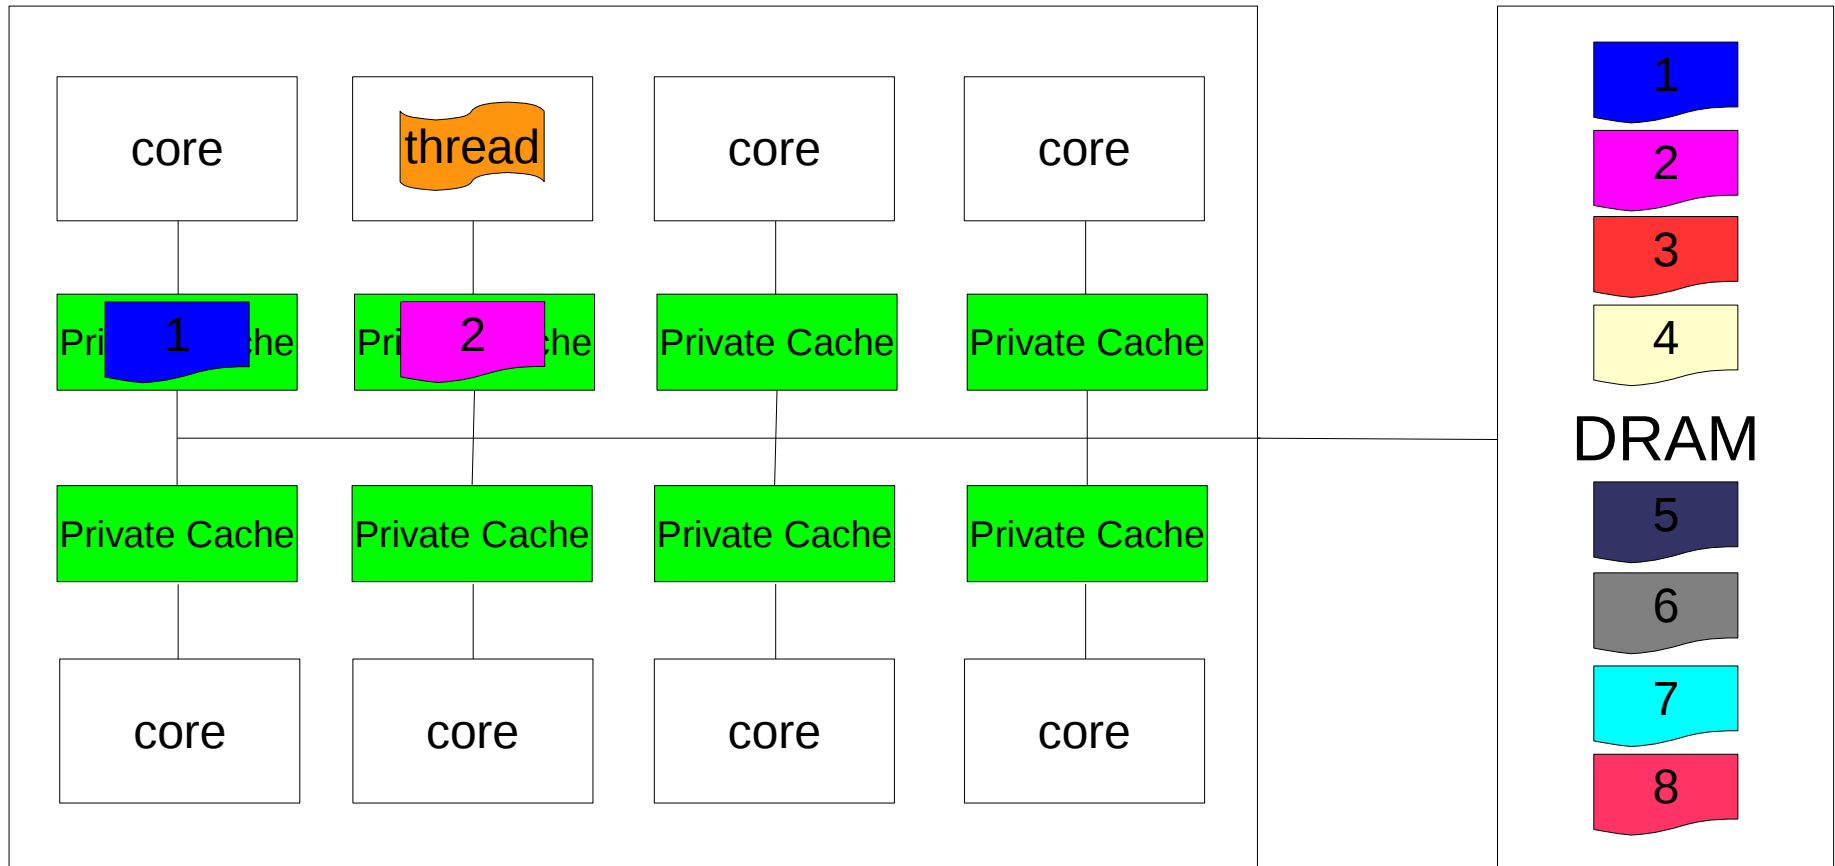 core
thread
core
core
Pri
1
he
Pri
2
he
Private Cache
Private Cache
Private Cache
Private Cache
Private Cache
Private Cache
core
core
core
core
1
2
3
4
DRAM
5
6
7
8